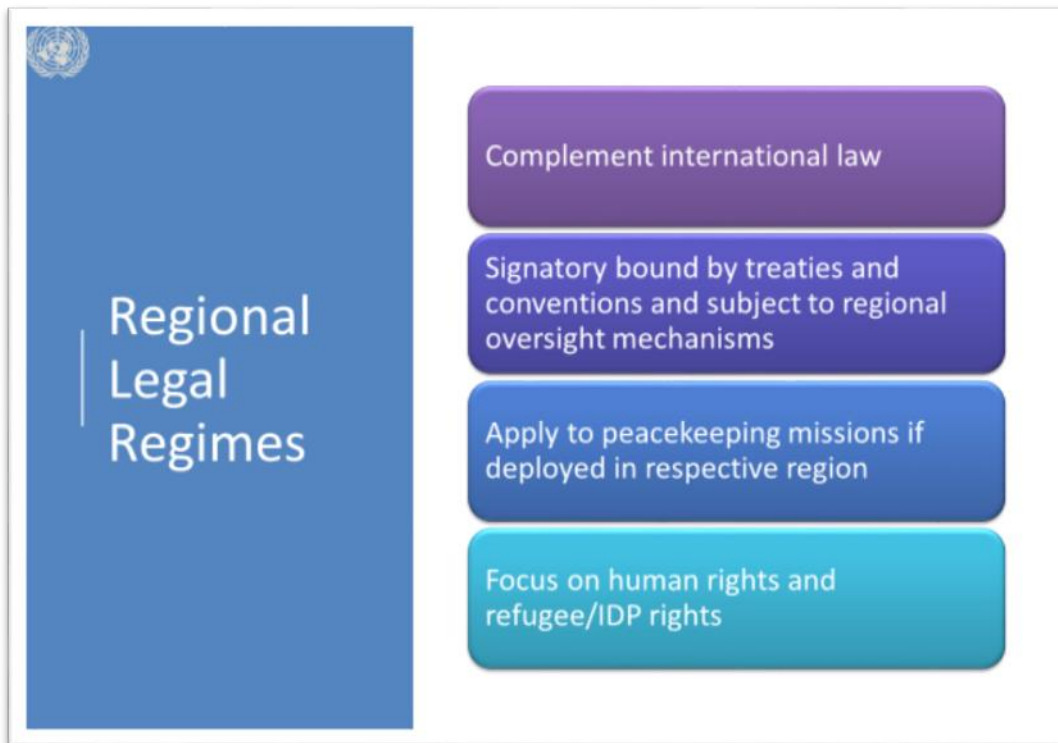 Regional
Legal
Regimes
Complement international law
Signatory bound by treaties and
conventions and subject to regional
oversight mechanisms
Apply to peacekeeping missions if
deployed in respective region
Focus on human rights and
refugee/IDP rights